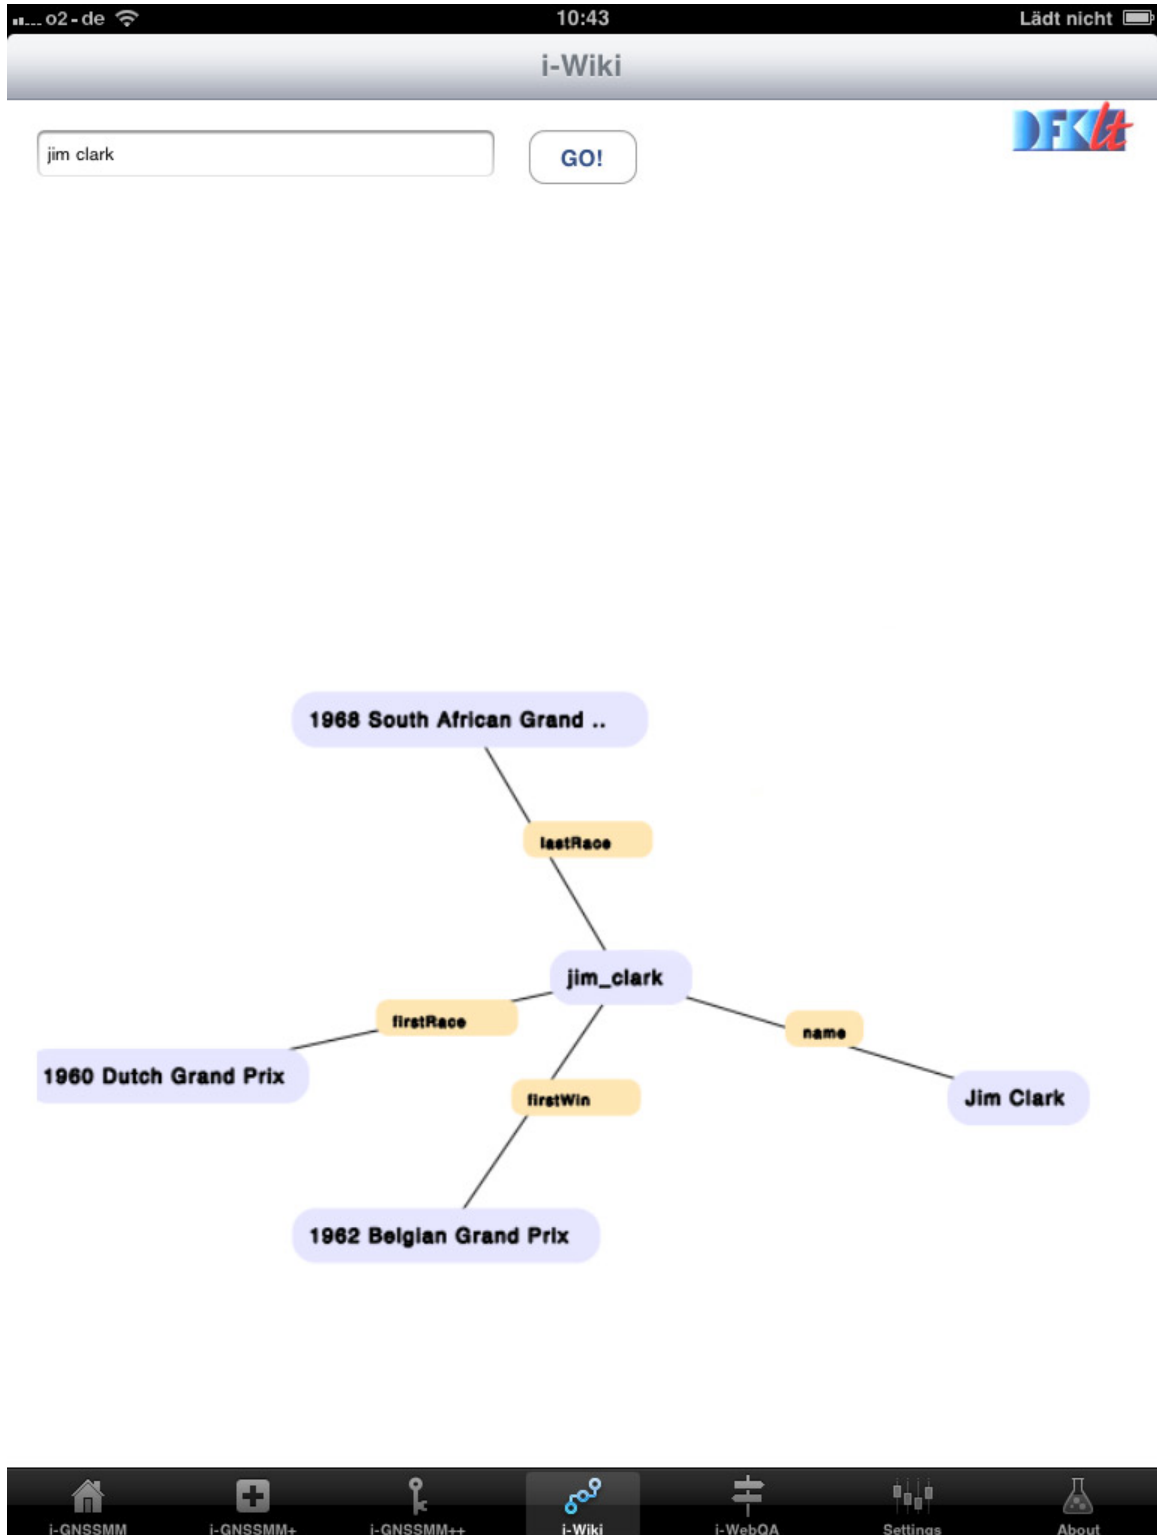 o2-de 10:43 Lädt nicht
i-Wiki
DFKI lt
jim clark GO!
1968 South African Grand ..
lastRace
jim_clark
firstRace
name
1960 Dutch Grand Prix
firstWin
Jim Clark
1962 Belgian Grand Prix
i-GNSSMM i-GNSSMM+ i-GNSSMM++ i-Wiki i-WebQA Settings About